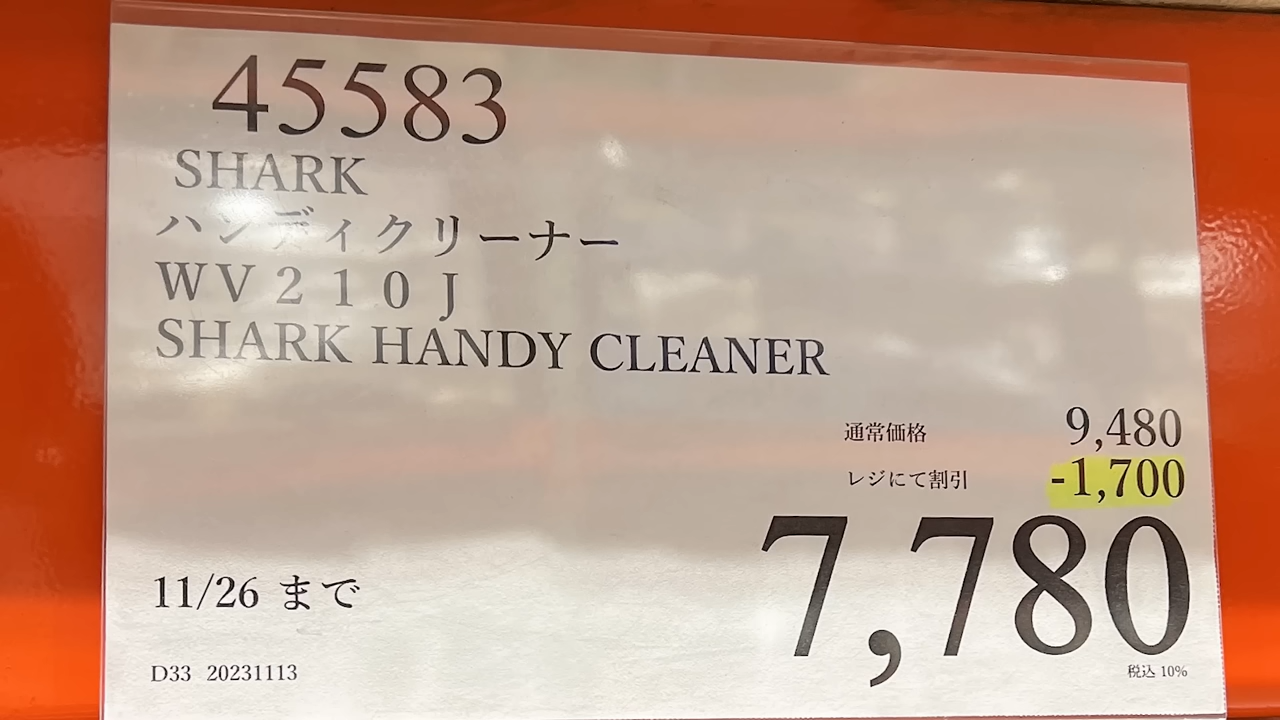 45583
SHARK
ハンディクリーナー
WV210J
SHARK HANDY CLEANER
通常価格 9,480
レジにて割引 -1,700
7,780
11/26 まで
D33 20231113
税込 10%